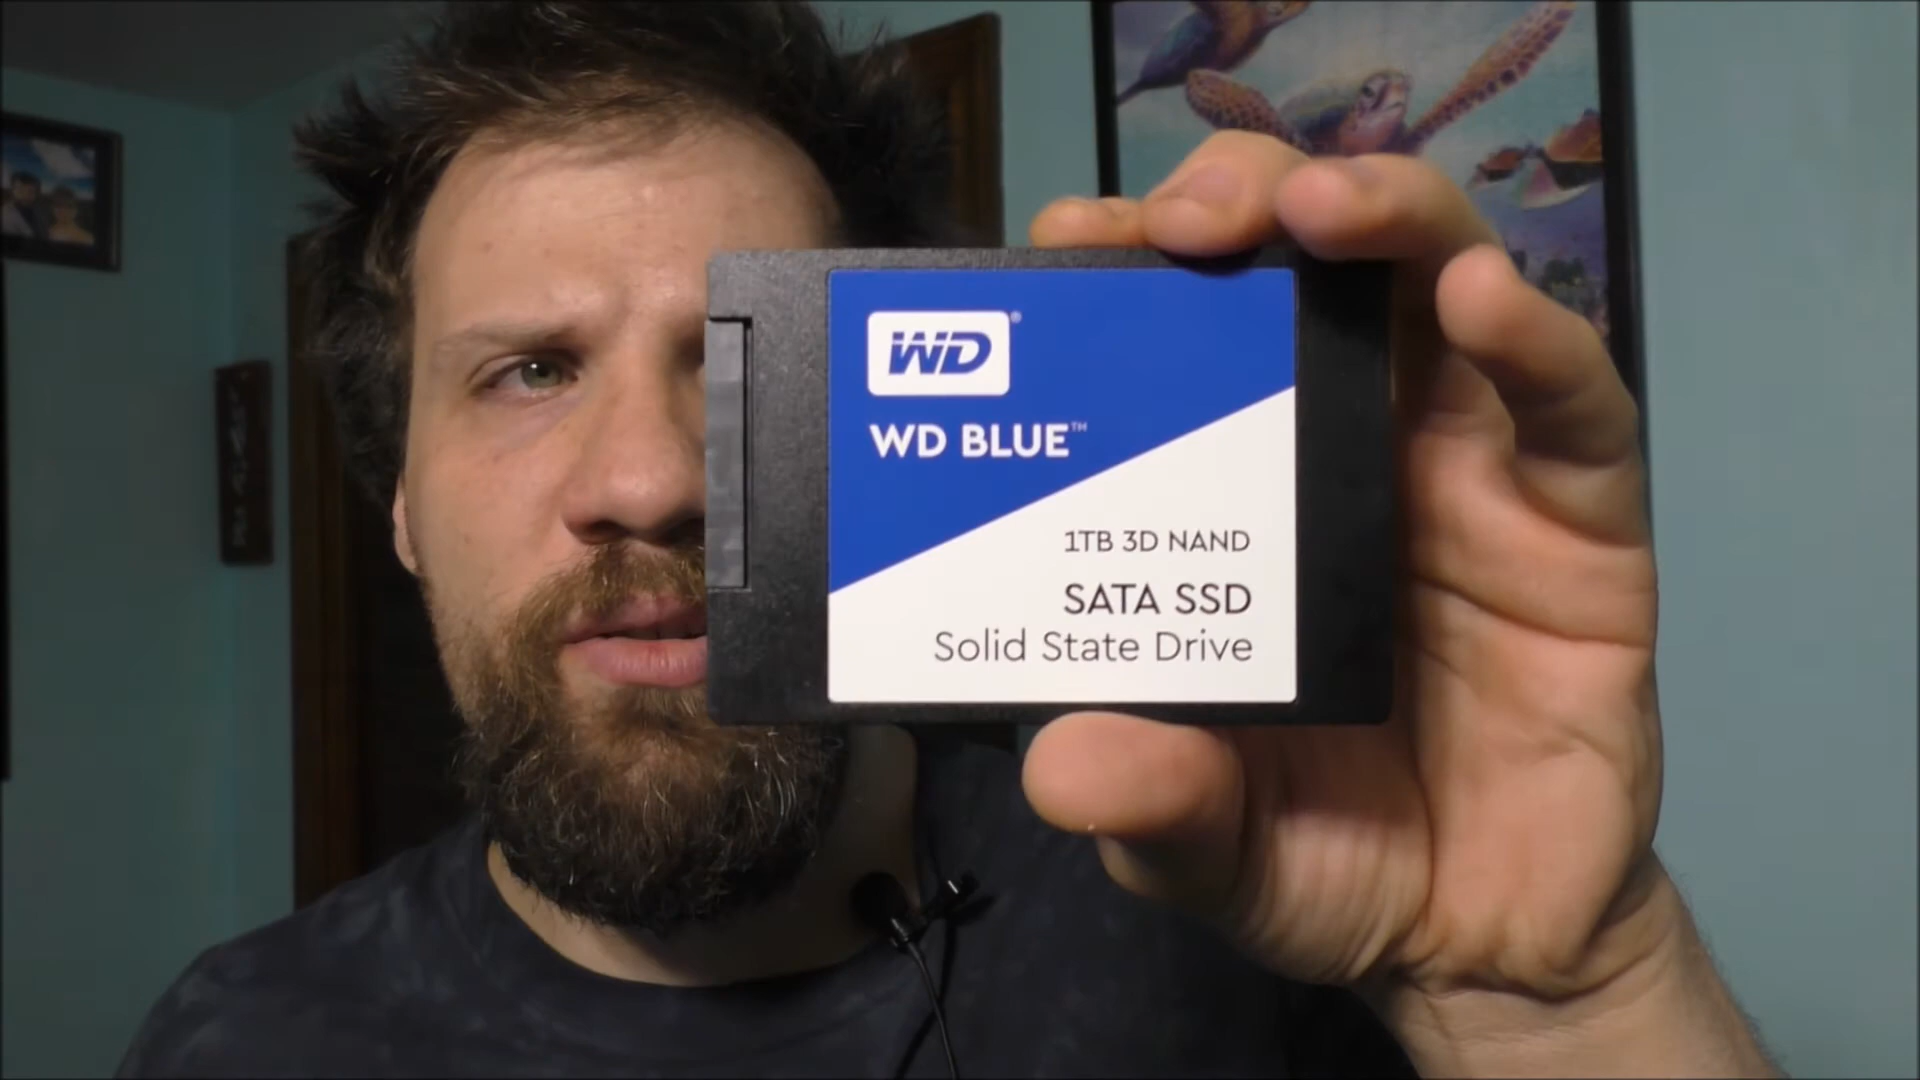 WD®
WD BLUE™
1TB 3D NAND
SATA SSD
Solid State Drive